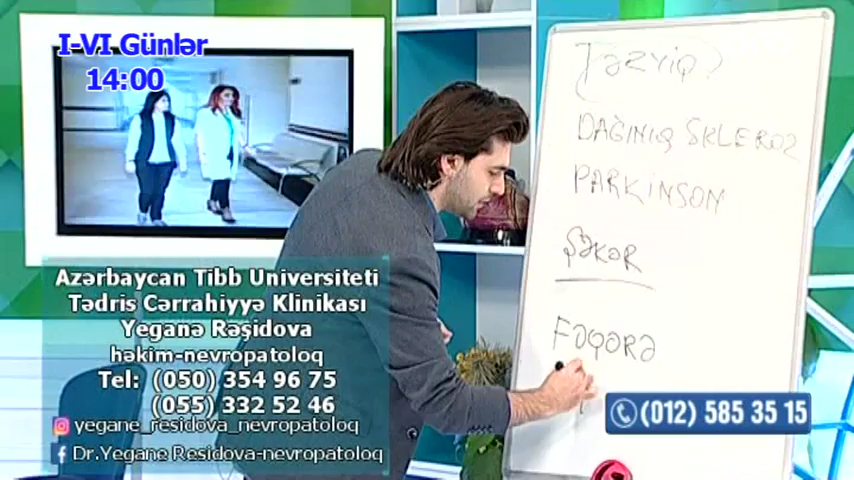 I-VI Günlər
14:00
TƏZYİQ
DAĞINIQ SKLEROZ
PARKİNSON
ŞƏKƏR
FƏQƏRƏ
Azərbaycan Tibb Universiteti
Tədris Cərrahiyyə Klinikası
Yeganə Rəşidova
həkim-nevropatoloq
Tel: (050) 354 96 75
(055) 332 52 46
yegane_residova_nevropatoloq
Dr.Yegane Residova-nevropatoloq
(012) 585 35 15